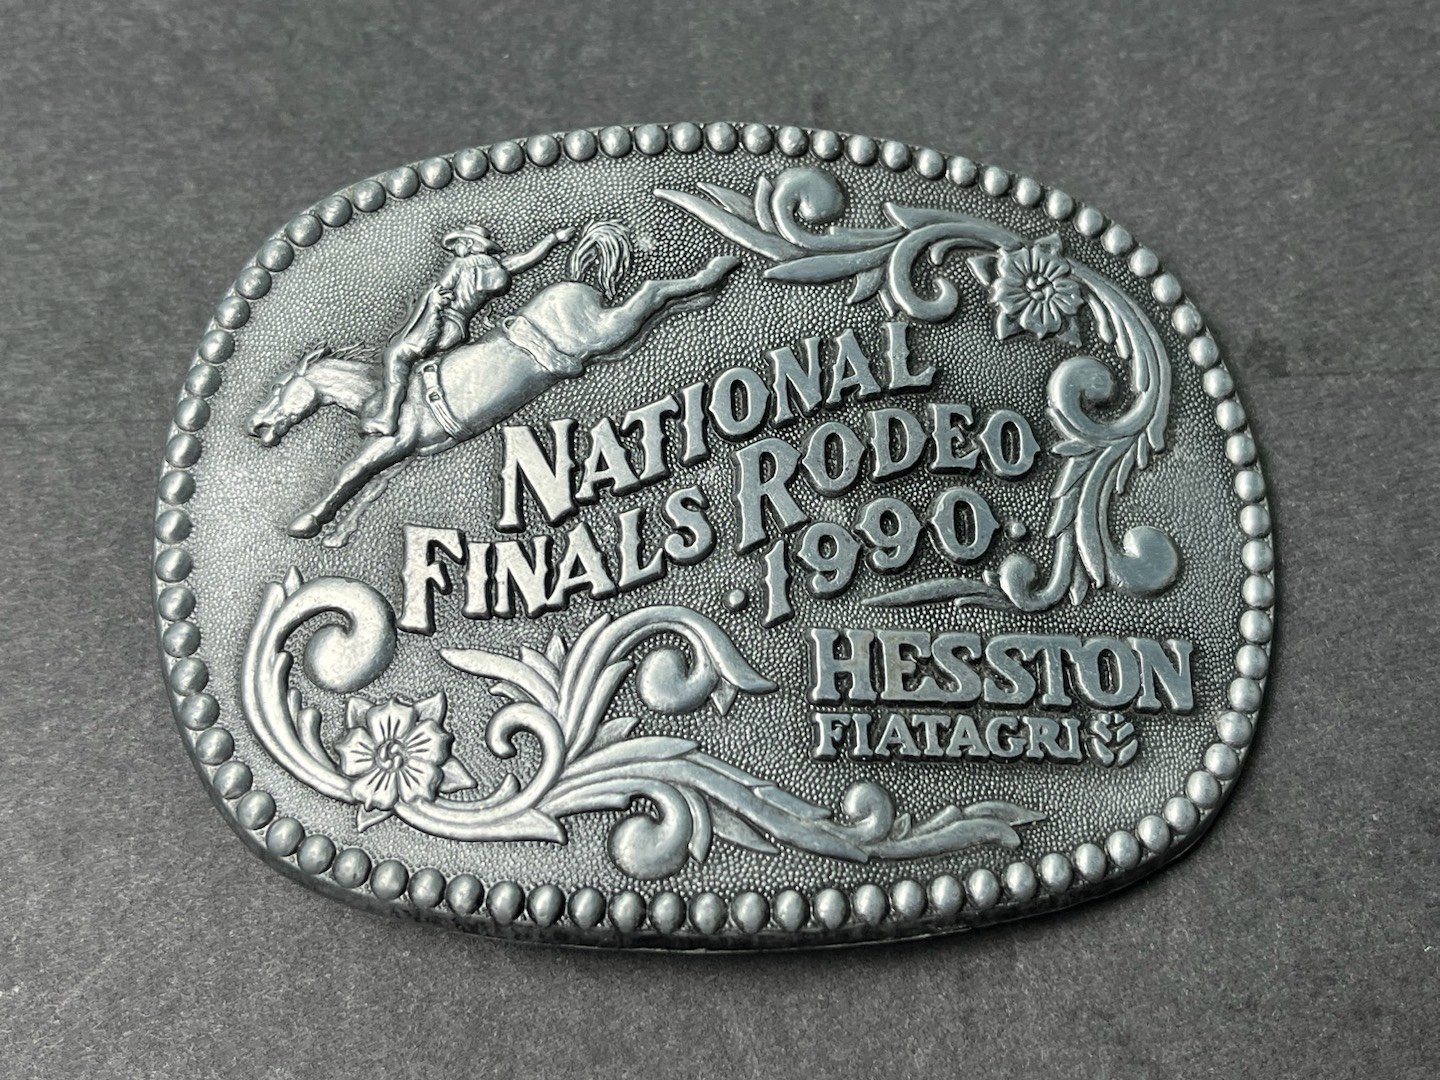 NATIONAL
FINALS RODEO
·1990·
HESSTON
FIATAGRI